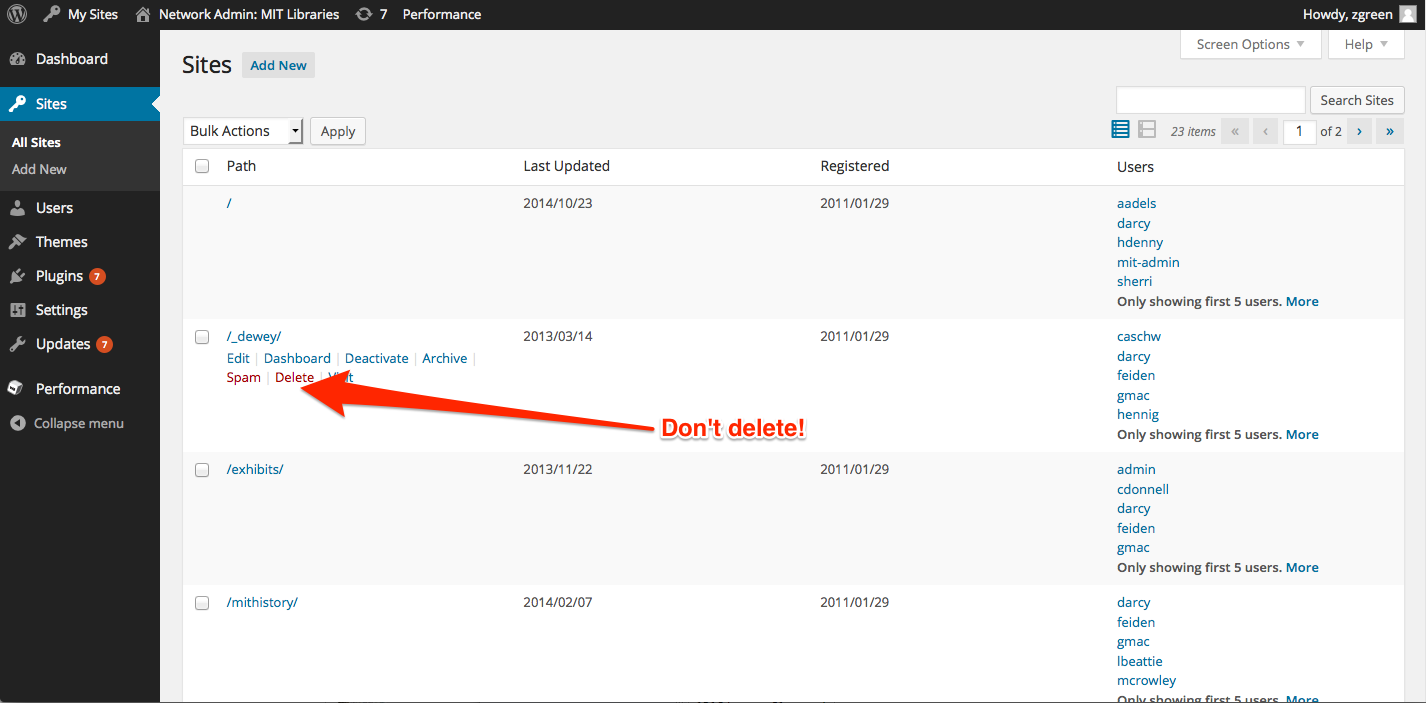 My Sites Network Admin: MIT Libraries 7 Performance Howdy, zgreen
Dashboard
Sites
All Sites
Add New
Users
Themes
Plugins 7
Settings
Updates 7
Performance
Collapse menu
Screen Options Help
Sites Add New
Search Sites
Bulk Actions Apply
23 items « ‹ 1 of 2 › »
Path Last Updated Registered Users
/ 2014/10/23 2011/01/29 aadels
darcy
hdenny
mit-admin
sherri
Only showing first 5 users. More
/_dewey/ 2013/03/14 2011/01/29 caschw
Edit | Dashboard | Deactivate | Archive |
Spam | Delete | Visit
darcy
feiden
gmac
hennig
Only showing first 5 users. More
Don't delete!
/exhibits/ 2013/11/22 2011/01/29 admin
cdonnell
darcy
feiden
gmac
Only showing first 5 users. More
/mithistory/ 2014/02/07 2011/01/29 darcy
feiden
gmac
lbeattie
mcrowley
Only showing first 5 users. More